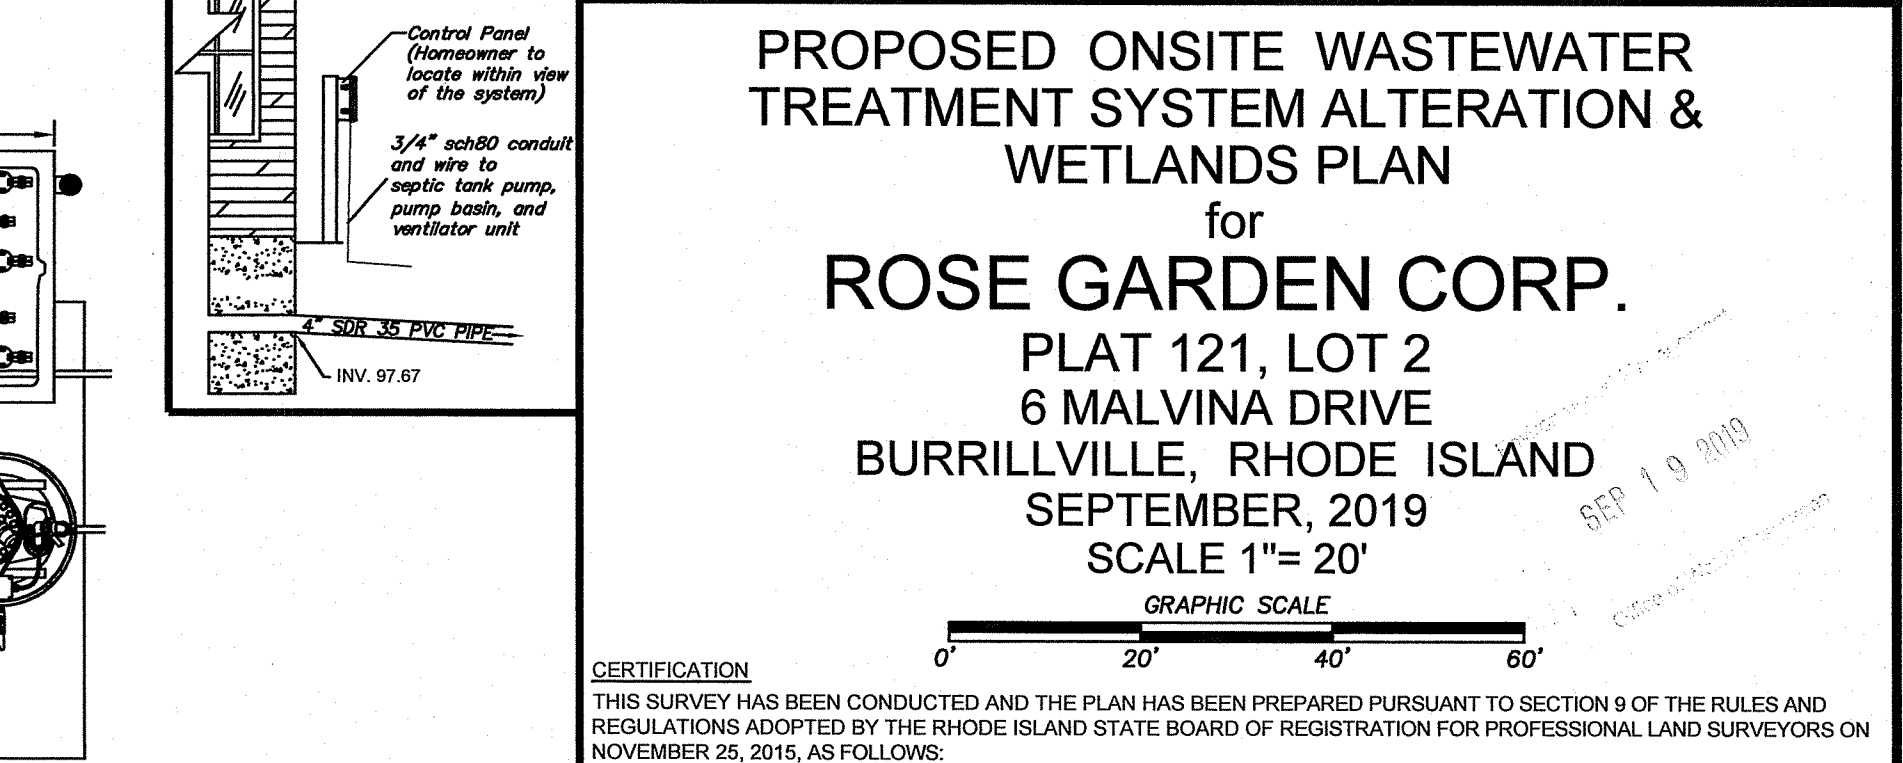 Control Panel
(Homeowner to
locate within view
of the system)
3/4" sch80 conduit
and wire to
septic tank pump,
pump basin, and
ventilator unit
4" SDR 35 PVC PIPE
INV. 97.67
PROPOSED ONSITE WASTEWATER
TREATMENT SYSTEM ALTERATION &
WETLANDS PLAN
for
ROSE GARDEN CORP.
PLAT 121, LOT 2
6 MALVINA DRIVE
BURRILLVILLE, RHODE ISLAND
SEPTEMBER, 2019
SCALE 1"= 20'
GRAPHIC SCALE
0' 20' 40' 60'
SEP 19 2019
Office of
CERTIFICATION
THIS SURVEY HAS BEEN CONDUCTED AND THE PLAN HAS BEEN PREPARED PURSUANT TO SECTION 9 OF THE RULES AND
REGULATIONS ADOPTED BY THE RHODE ISLAND STATE BOARD OF REGISTRATION FOR PROFESSIONAL LAND SURVEYORS ON
NOVEMBER 25, 2015, AS FOLLOWS: